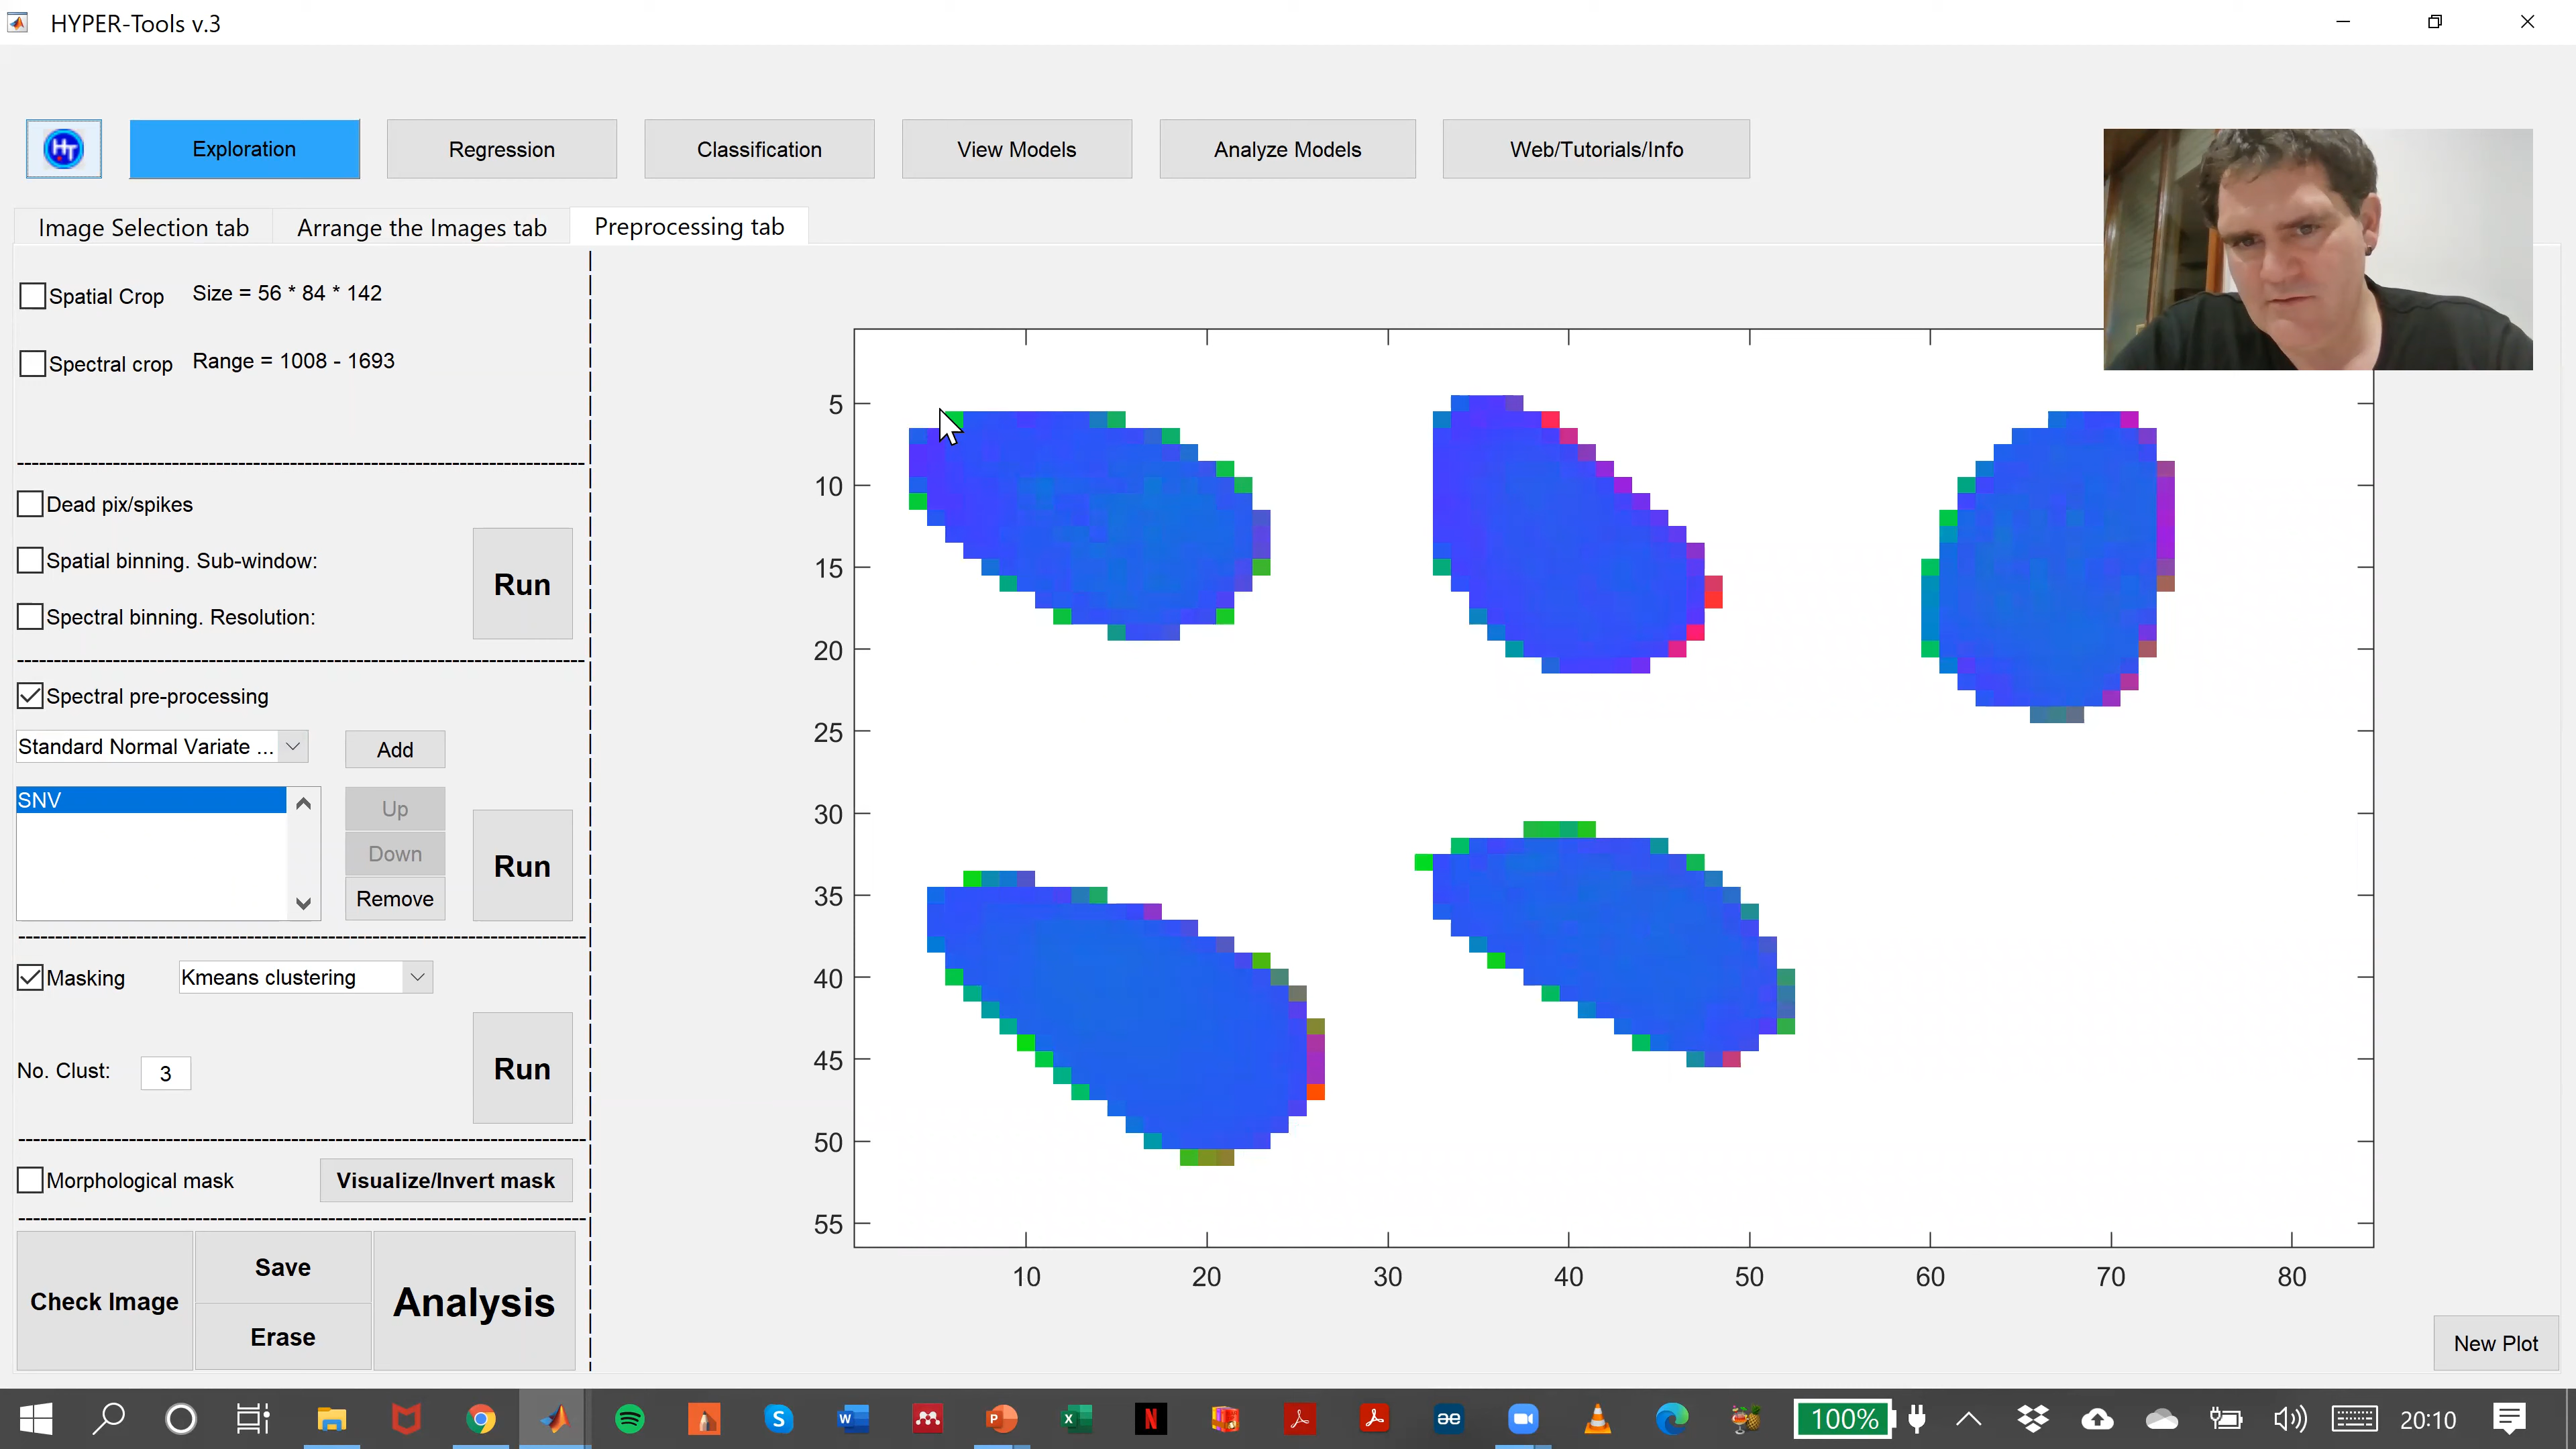 HYPER-Tools v.3
HT
Exploration
Regression
Classification
View Models
Analyze Models
Web/Tutorials/Info
Image Selection tab
Arrange the Images tab
Preprocessing tab
Spatial Crop
Size = 56 * 84 * 142
Spectral crop
Range = 1008 - 1693
Dead pix/spikes
Spatial binning. Sub-window:
Spectral binning. Resolution:
Run
Spectral pre-processing
Standard Normal Variate ...
Add
SNV
Up
Down
Remove
Run
Masking
Kmeans clustering
No. Clust:
3
Run
Morphological mask
Visualize/Invert mask
Check Image
Save
Erase
Analysis
5
10
15
20
25
30
35
40
45
50
55
10
20
30
40
50
60
70
80
New Plot
S
W
P
X
N
æ
100%
20:10